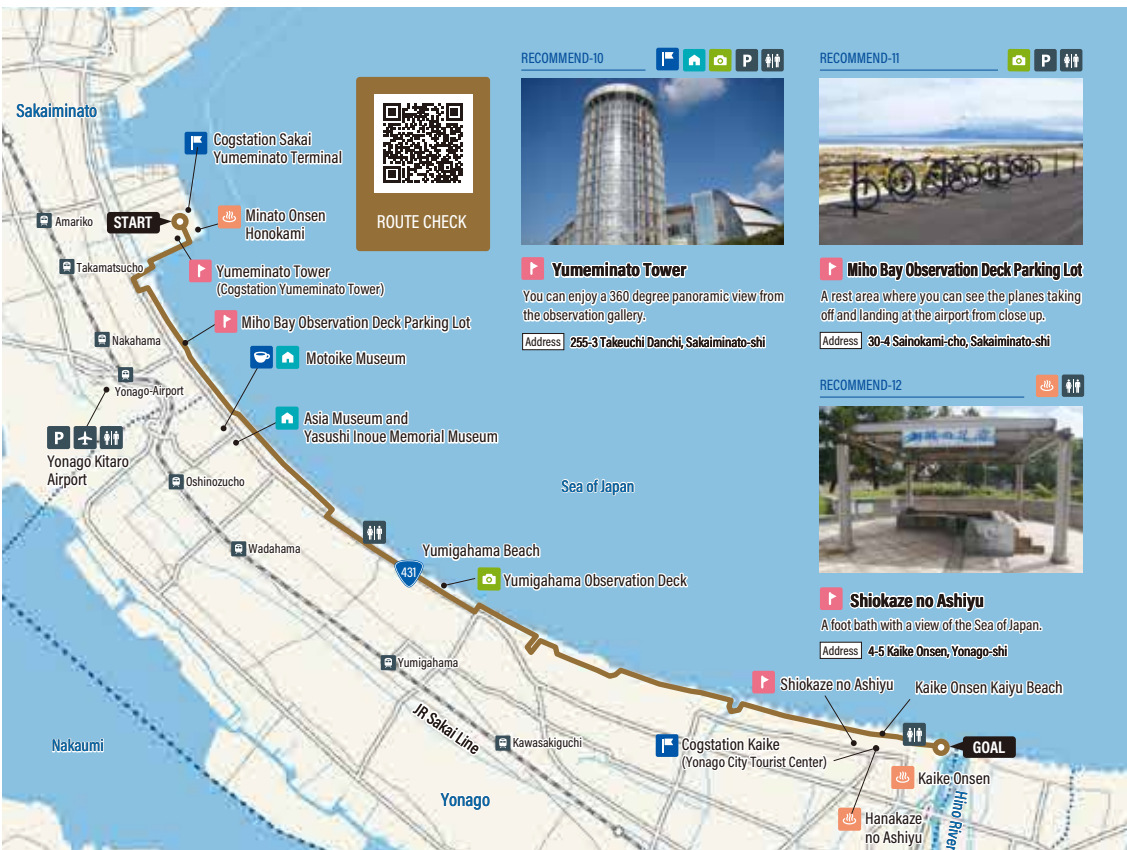 Sakaiminato
Cogstation Sakai
Yumeminato Terminal
START
Minato Onsen
Honokami
Amariko
Takamatsucho
Yumeminato Tower
(Cogstation Yumeminato Tower)
Miho Bay Observation Deck Parking Lot
Nakahama
Motoike Museum
Yonago-Airport
Asia Museum and
Yasushi Inoue Memorial Museum
P
Yonago Kitaro
Airport
Oshinozucho
Wadahama
ROUTE CHECK
Sea of Japan
Yumigahama Beach
431
Yumigahama Observation Deck
Yumigahama
JR Sakai Line
Kawasakiguchi
Nakaumi
Yonago
Shiokaze no Ashiyu
Kaike Onsen Kaiyu Beach
Cogstation Kaike
(Yonago City Tourist Center)
GOAL
Kaike Onsen
Hanakaze
no Ashiyu
Hino River
RECOMMEND-10
P
Yumeminato Tower
You can enjoy a 360 degree panoramic view from
the observation gallery.
Address 255-3 Takeuchi Danchi, Sakaiminato-shi
RECOMMEND-11
P
Miho Bay Observation Deck Parking Lot
A rest area where you can see the planes taking
off and landing at the airport from close up.
Address 30-4 Sainokami-cho, Sakaiminato-shi
RECOMMEND-12
Shiokaze no Ashiyu
A foot bath with a view of the Sea of Japan.
Address 4-5 Kaike Onsen, Yonago-shi